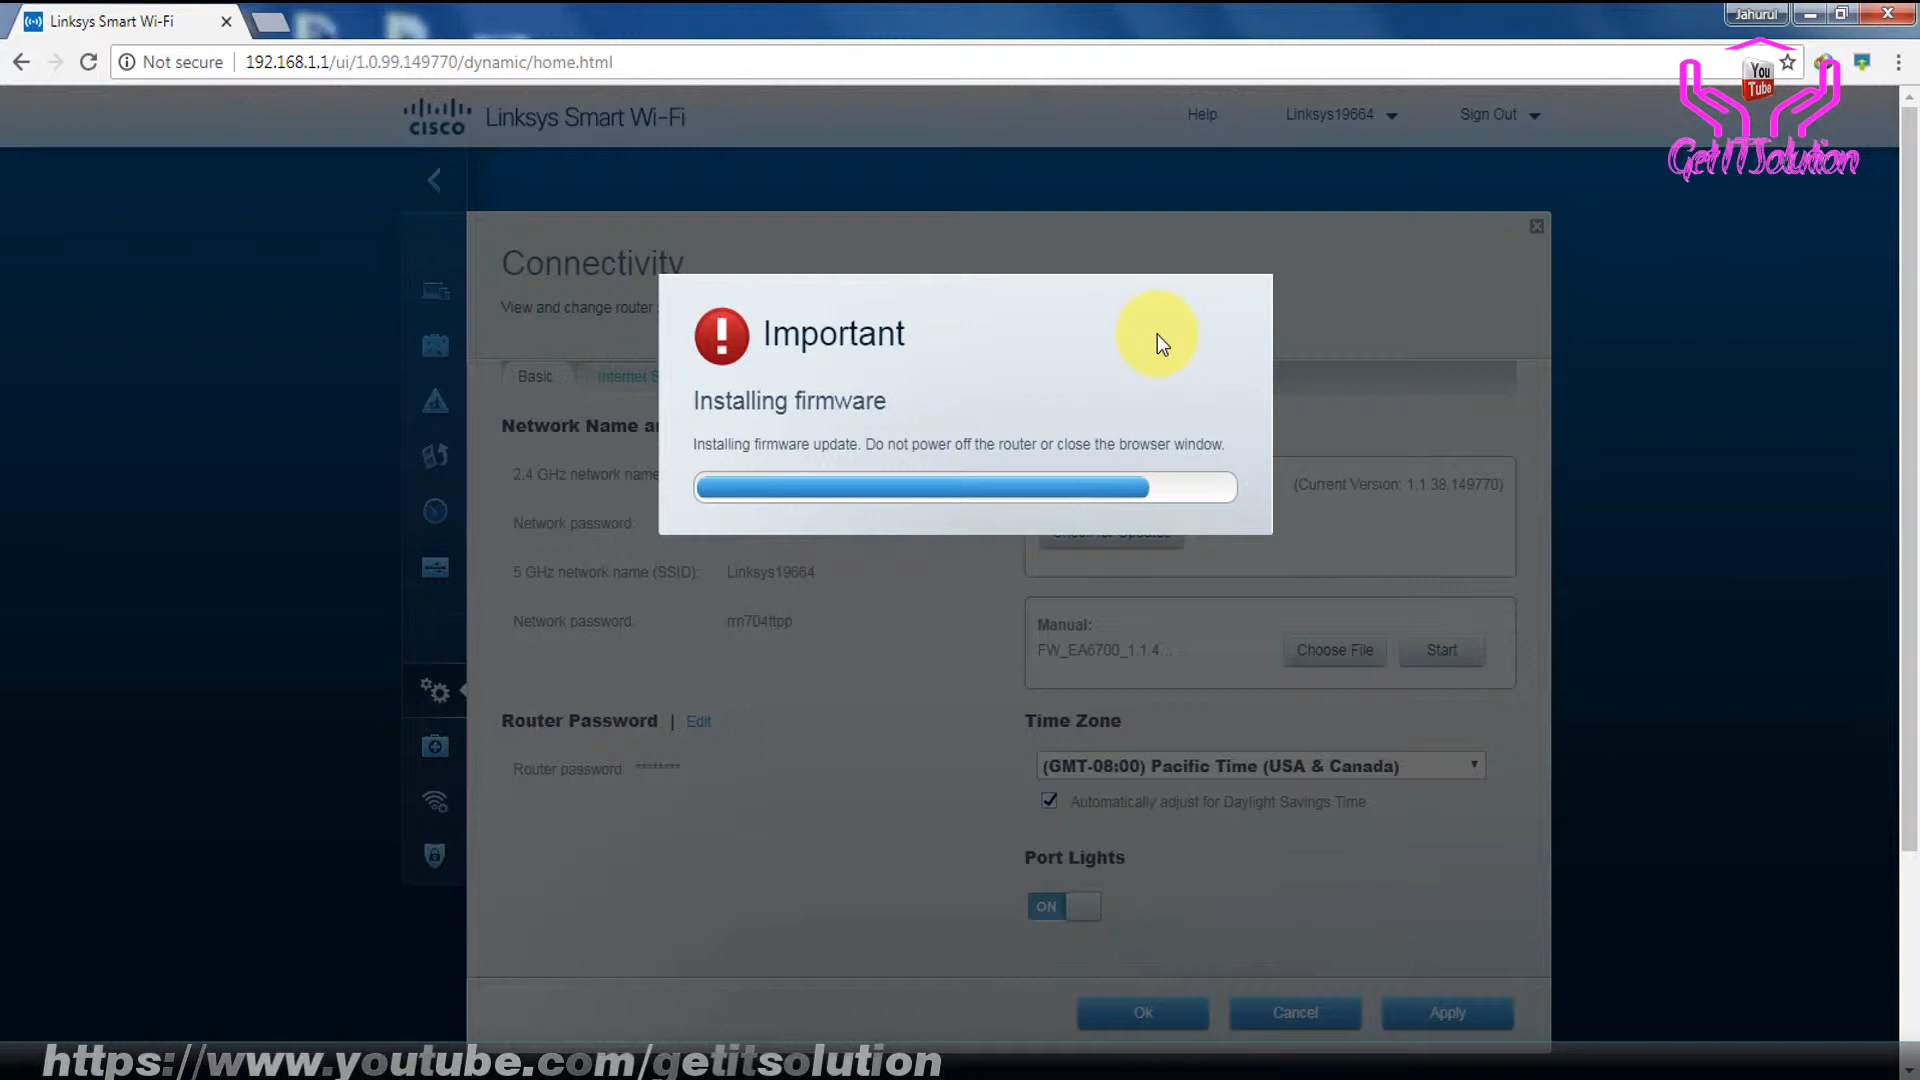 Linksys Smart Wi-Fi
Jahurul
Not secure
192.168.1.1/ui/1.0.99.149770/dynamic/home.html
You
Tube
GetITSolution
CISCO
Linksys Smart Wi-Fi
Help
Linksys19664
Sign Out
Connectivity
View and change router
Important
Installing firmware
Installing firmware update. Do not power off the router or close the browser window.
Basic
Internet S
Network Name an
2.4 GHz network name
Network password:
5 GHz network name (SSID):
Linksys19664
Network password:
rrn704ttpp
(Current Version: 1.1.38.149770)
Check for Updates
Manual:
FW_EA6700_1.1.4...
Choose File
Start
Router Password | Edit
Router password: ********
Time Zone
(GMT-08:00) Pacific Time (USA & Canada)
Automatically adjust for Daylight Savings Time
Port Lights
ON
Ok
Cancel
Apply
https://www.youtube.com/getitsolution